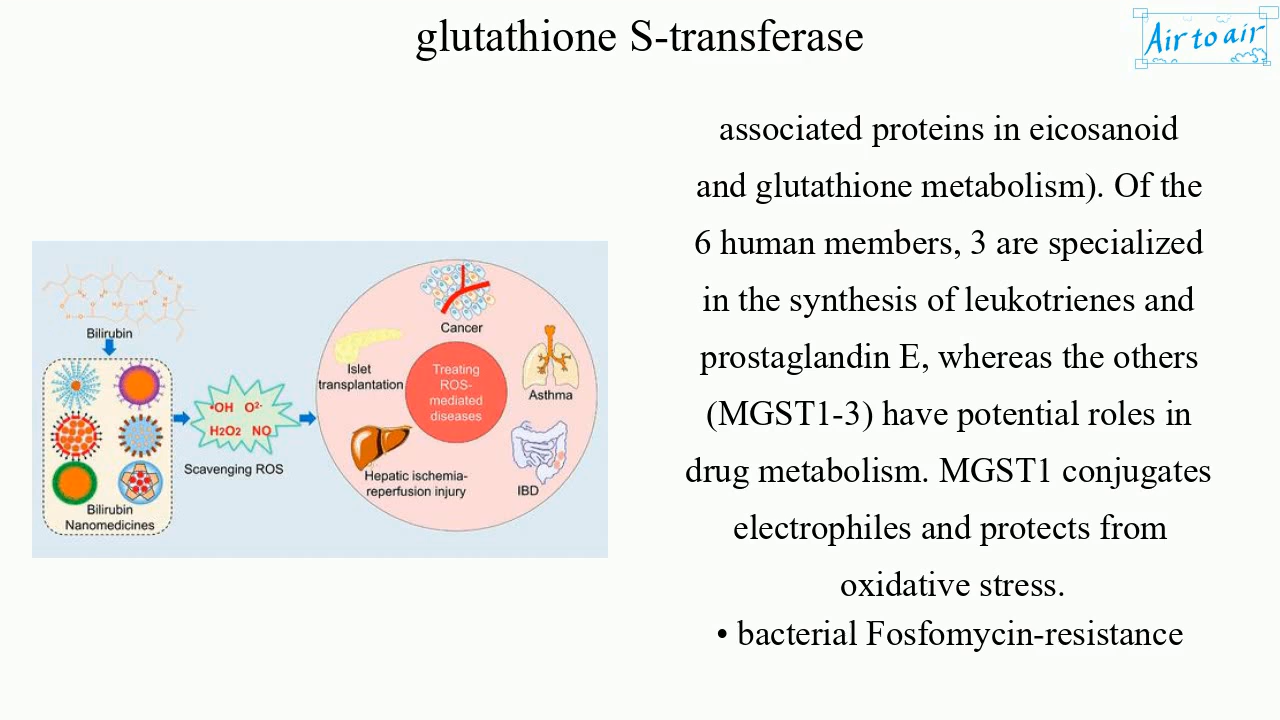 glutathione S-transferase
Air to air
associated proteins in eicosanoid
and glutathione metabolism). Of the
6 human members, 3 are specialized
in the synthesis of leukotrienes and
prostaglandin E, whereas the others
(MGST1-3) have potential roles in
drug metabolism. MGST1 conjugates
electrophiles and protects from
oxidative stress.
• bacterial Fosfomycin-resistance
Bilirubin
Bilirubin
Nanomedicines
•OH O²⁻
H2O2 NO
Scavenging ROS
Treating
ROS-
mediated
diseases
Cancer
Islet
transplantation
Asthma
Hepatic ischemia-
reperfusion injury
IBD